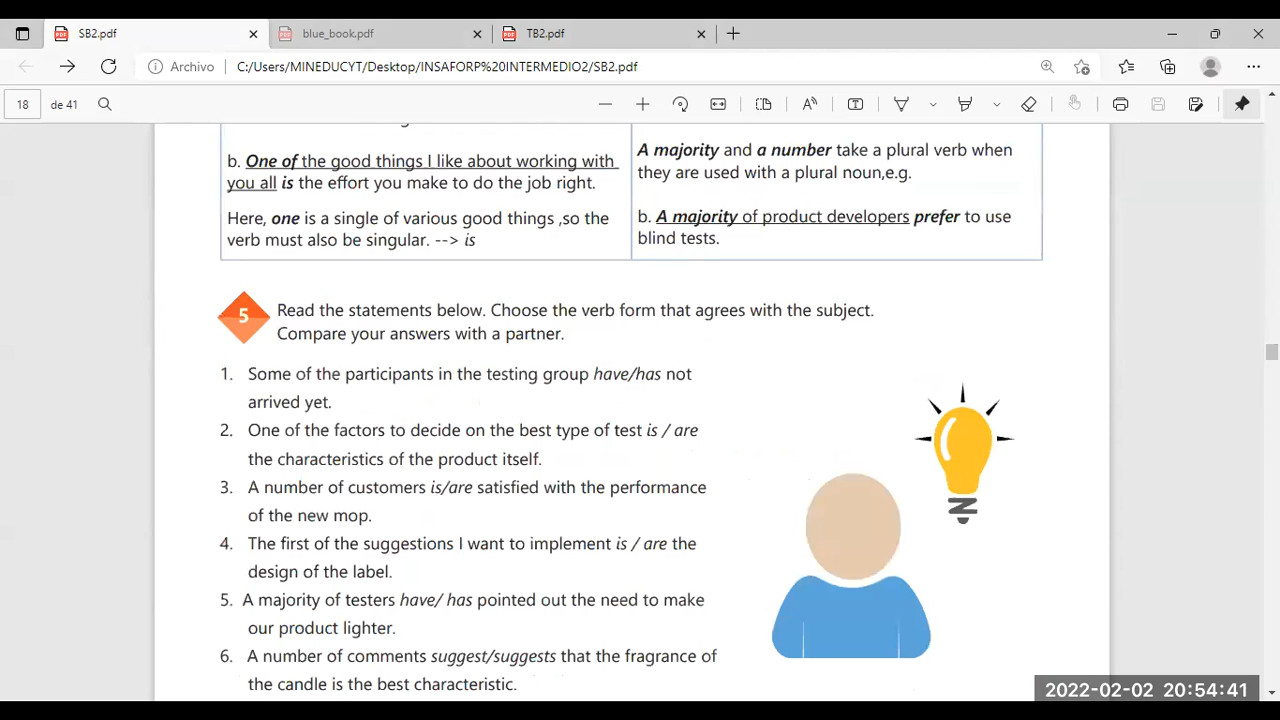 SB2.pdf
blue_book.pdf
TB2.pdf
Archivo
C:/Users/MINEDUCYT/Desktop/INSAFORP%20INTERMEDIO2/SB2.pdf
18
de 41
b. One of the good things I like about working with
you all is the effort you make to do the job right.
Here, one is a single of various good things ,so the
verb must also be singular. --> is
A majority and a number take a plural verb when
they are used with a plural noun,e.g.
b. A majority of product developers prefer to use
blind tests.
5
Read the statements below. Choose the verb form that agrees with the subject.
Compare your answers with a partner.
1. Some of the participants in the testing group have/has not
arrived yet.
2. One of the factors to decide on the best type of test is / are
the characteristics of the product itself.
3. A number of customers is/are satisfied with the performance
of the new mop.
4. The first of the suggestions I want to implement is / are the
design of the label.
5. A majority of testers have/ has pointed out the need to make
our product lighter.
6. A number of comments suggest/suggests that the fragrance of
the candle is the best characteristic.
2022-02-02 20:54:41